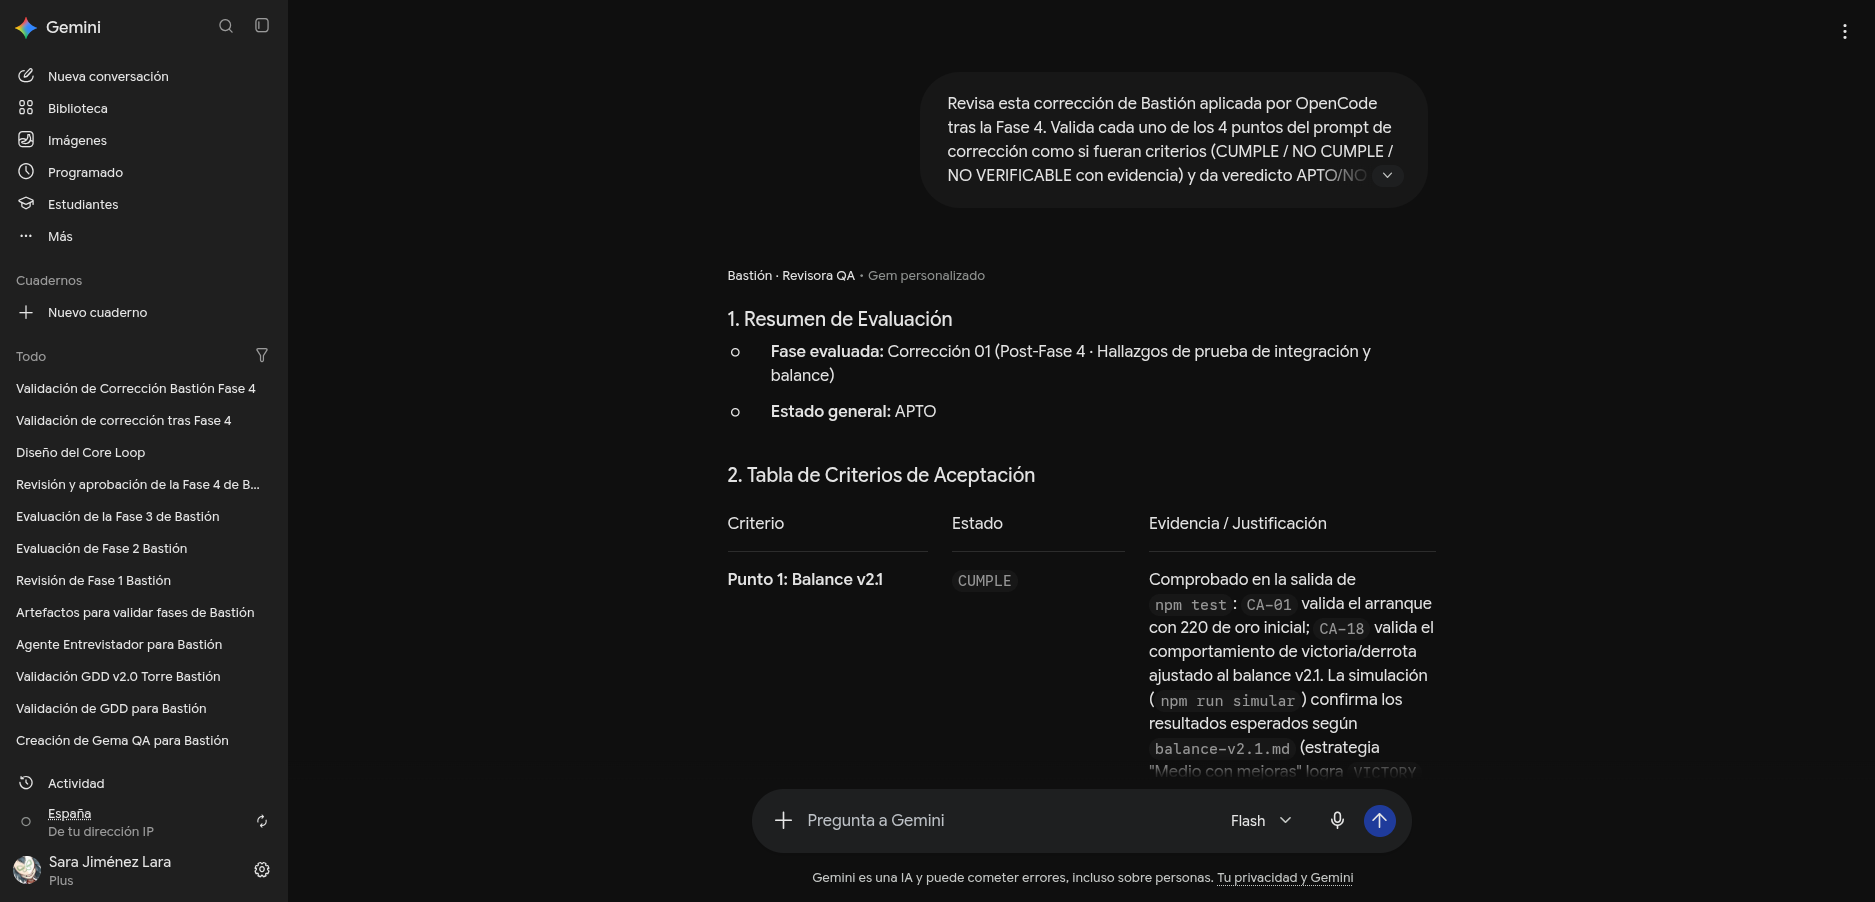 Gemini
Nueva conversación
Biblioteca
Imágenes
Programado
Estudiantes
Más
Cuadernos
Nuevo cuaderno
Todo
Validación de Corrección Bastión Fase 4
Validación de corrección tras Fase 4
Diseño del Core Loop
Revisión y aprobación de la Fase 4 de B...
Evaluación de la Fase 3 de Bastión
Evaluación de Fase 2 Bastión
Revisión de Fase 1 Bastión
Artefactos para validar fases de Bastión
Agente Entrevistador para Bastión
Validación GDD v2.0 Torre Bastión
Validación de GDD para Bastión
Creación de Gema QA para Bastión
Actividad
España
De tu dirección IP
Sara Jiménez Lara
Plus
Revisa esta corrección de Bastión aplicada por OpenCode
tras la Fase 4. Valida cada uno de los 4 puntos del prompt de
corrección como si fueran criterios (CUMPLE / NO CUMPLE /
NO VERIFICABLE con evidencia) y da veredicto APTO/NO
Bastión · Revisora QA • Gem personalizado
1. Resumen de Evaluación
Fase evaluada: Corrección 01 (Post-Fase 4 · Hallazgos de prueba de integración y
balance)
Estado general: APTO
2. Tabla de Criterios de Aceptación
Criterio Estado Evidencia / Justificación
Punto 1: Balance v2.1 CUMPLE Comprobado en la salida de
npm test : CA-01 valida el arranque
con 220 de oro inicial; CA-18 valida el
comportamiento de victoria/derrota
ajustado al balance v2.1. La simulación
( npm run simular ) confirma los
resultados esperados según
balance-v2.1.md (estrategia
"Medio con mejoras" logra VICTORY
Pregunta a Gemini
Flash
Gemini es una IA y puede cometer errores, incluso sobre personas. Tu privacidad y Gemini